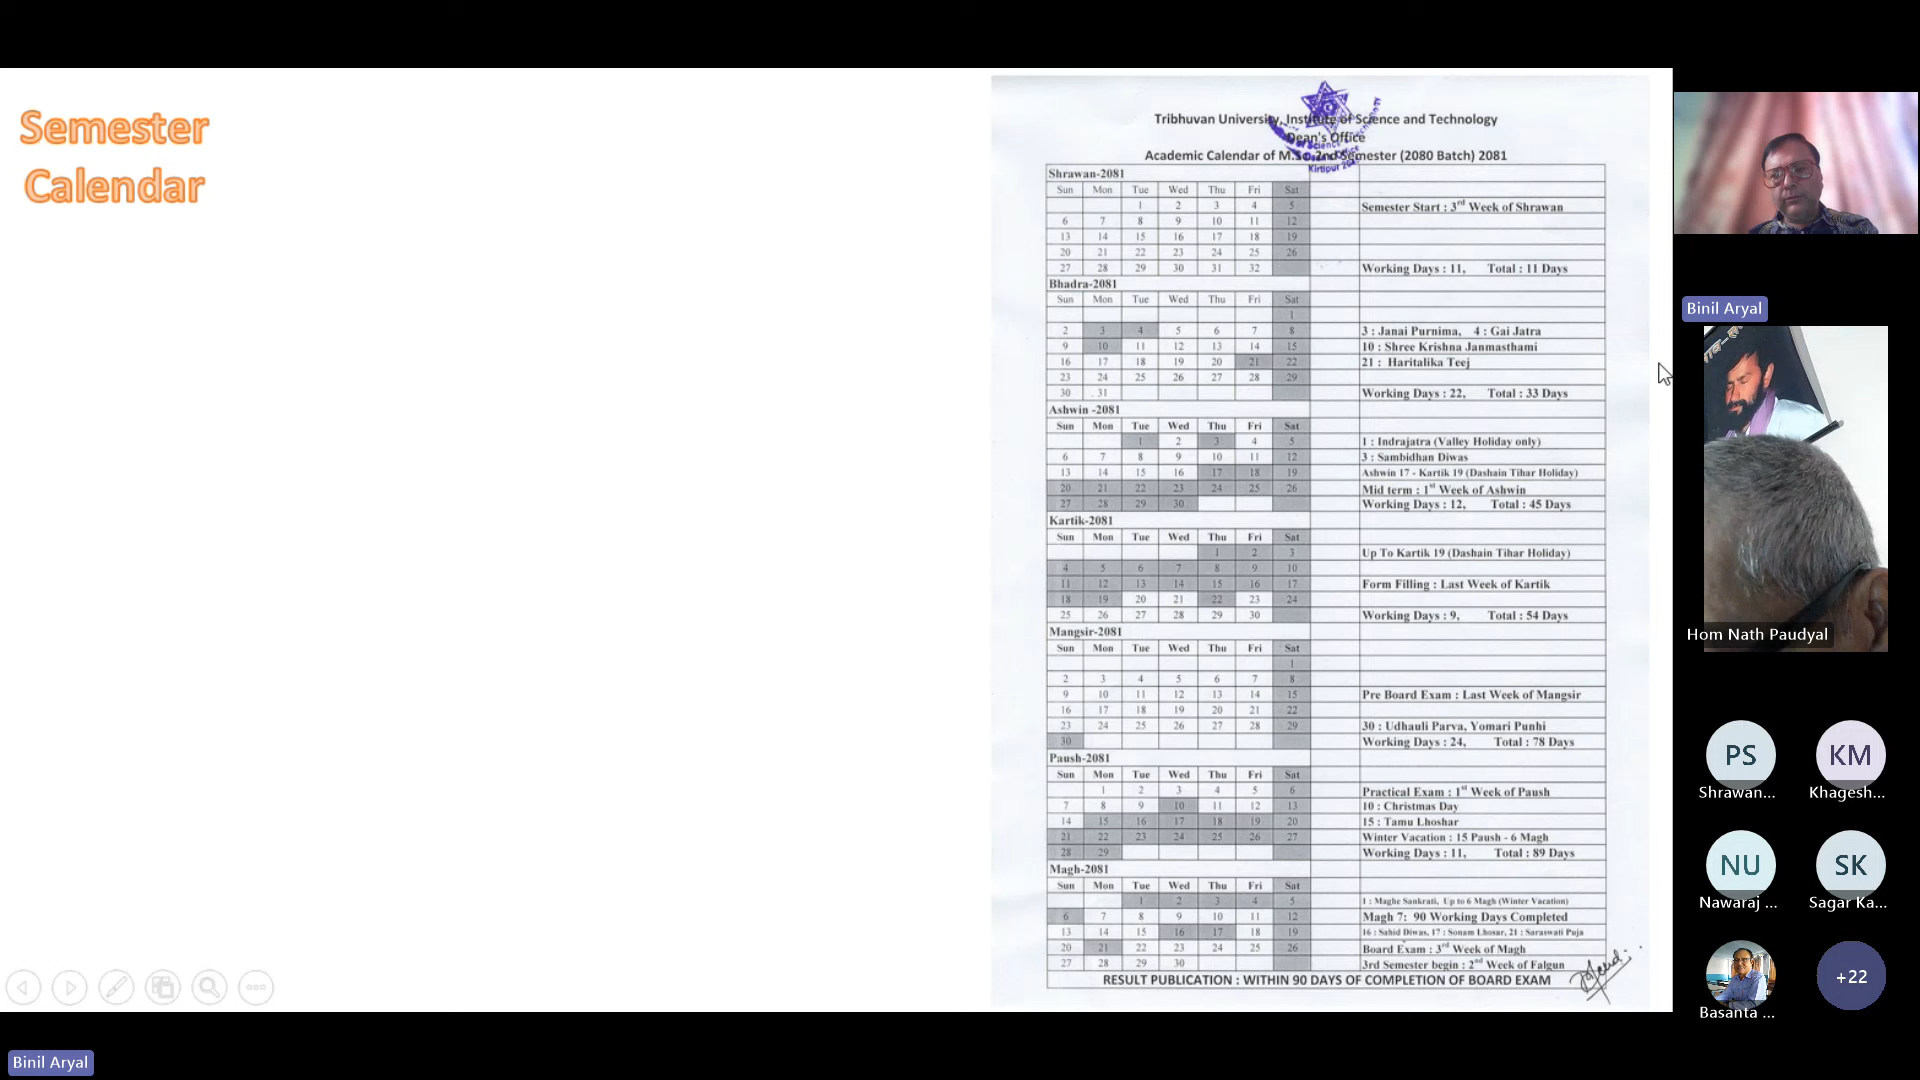 Semester
Calendar
Tribhuvan University, Institute of Science and Technology
Dean's Office
Academic Calendar of M.Sc. 2nd Semester (2080 Batch) 2081
Shrawan-2081
Sun Mon Tue Wed Thu Fri Sat
1 2 3 4 5 Semester Start : 3rd Week of Shrawan
6 7 8 9 10 11 12
13 14 15 16 17 18 19
20 21 22 23 24 25 26
27 28 29 30 31 32 Working Days : 11, Total : 11 Days
Bhadra-2081
Sun Mon Tue Wed Thu Fri Sat
1
2 3 4 5 6 7 8 3 : Janai Purnima, 4 : Gai Jatra
9 10 11 12 13 14 15 10 : Shree Krishna Janmasthami
16 17 18 19 20 21 22 21 : Haritalika Teej
23 24 25 26 27 28 29
30 31 Working Days : 22, Total : 33 Days
Ashwin -2081
Sun Mon Tue Wed Thu Fri Sat
1 2 3 4 5 1 : Indrajatra (Valley Holiday only)
6 7 8 9 10 11 12 3 : Sambidhan Diwas
13 14 15 16 17 18 19 Ashwin 17 - Kartik 19 (Dashain Tihar Holiday)
20 21 22 23 24 25 26 Mid term : 1st Week of Ashwin
27 28 29 30 Working Days : 12, Total : 45 Days
Kartik-2081
Sun Mon Tue Wed Thu Fri Sat
1 2 3 Up To Kartik 19 (Dashain Tihar Holiday)
4 5 6 7 8 9 10
11 12 13 14 15 16 17 Form Filling : Last Week of Kartik
18 19 20 21 22 23 24
25 26 27 28 29 30 Working Days : 9, Total : 54 Days
Mangsir-2081
Sun Mon Tue Wed Thu Fri Sat
1
2 3 4 5 6 7 8
9 10 11 12 13 14 15 Pre Board Exam : Last Week of Mangsir
16 17 18 19 20 21 22
23 24 25 26 27 28 29 30 : Udhauli Parva, Yomari Punhi
30 Working Days : 24, Total : 78 Days
Paush-2081
Sun Mon Tue Wed Thu Fri Sat
1 2 3 4 5 6 Practical Exam : 1st Week of Paush
7 8 9 10 11 12 13 10 : Christmas Day
14 15 16 17 18 19 20 15 : Tamu Lhoshar
21 22 23 24 25 26 27 Winter Vacation : 15 Paush - 6 Magh
28 29 Working Days : 11, Total : 89 Days
Magh-2081
Sun Mon Tue Wed Thu Fri Sat
1 2 3 4 5 1 : Maghe Sankrati, Up to 6 Magh (Winter Vacation)
6 7 8 9 10 11 12 Magh 7: 90 Working Days Completed
13 14 15 16 17 18 19 16 : Sahid Diwas, 17 : Sonam Lhosar, 21 : Saraswati Puja
20 21 22 23 24 25 26 Board Exam : 3rd Week of Magh
27 28 29 30 3rd Semester begin : 2nd Week of Falgun
RESULT PUBLICATION : WITHIN 90 DAYS OF COMPLETION OF BOARD EXAM
Binil Aryal
Hom Nath Paudyal
PS KM
Shrawan... Khagesh...
NU SK
Nawaraj ... Sagar Ka...
+22
Basanta ...
Binil Aryal